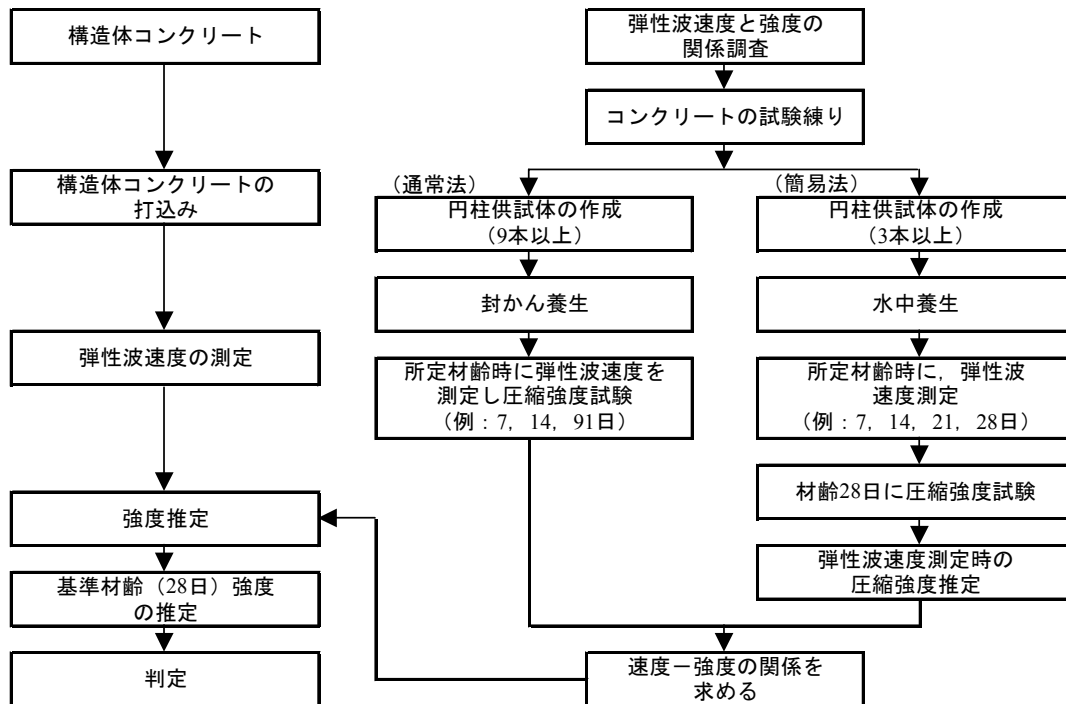 構造体コンクリート
構造体コンクリートの
打込み
弾性波速度の測定
強度推定
基準材齢（28日）強度
の推定
判定
弾性波速度と強度の
関係調査
コンクリートの試験練り
（通常法）
円柱供試体の作成
（9本以上）
封かん養生
所定材齢時に弾性波速度を
測定し圧縮強度試験
（例：7，14，91日）
（簡易法）
円柱供試体の作成
（3本以上）
水中養生
所定材齢時に，弾性波
速度測定
（例：7，14，21，28日）
材齢28日に圧縮強度試験
弾性波速度測定時の
圧縮強度推定
速度－強度の関係を
求める